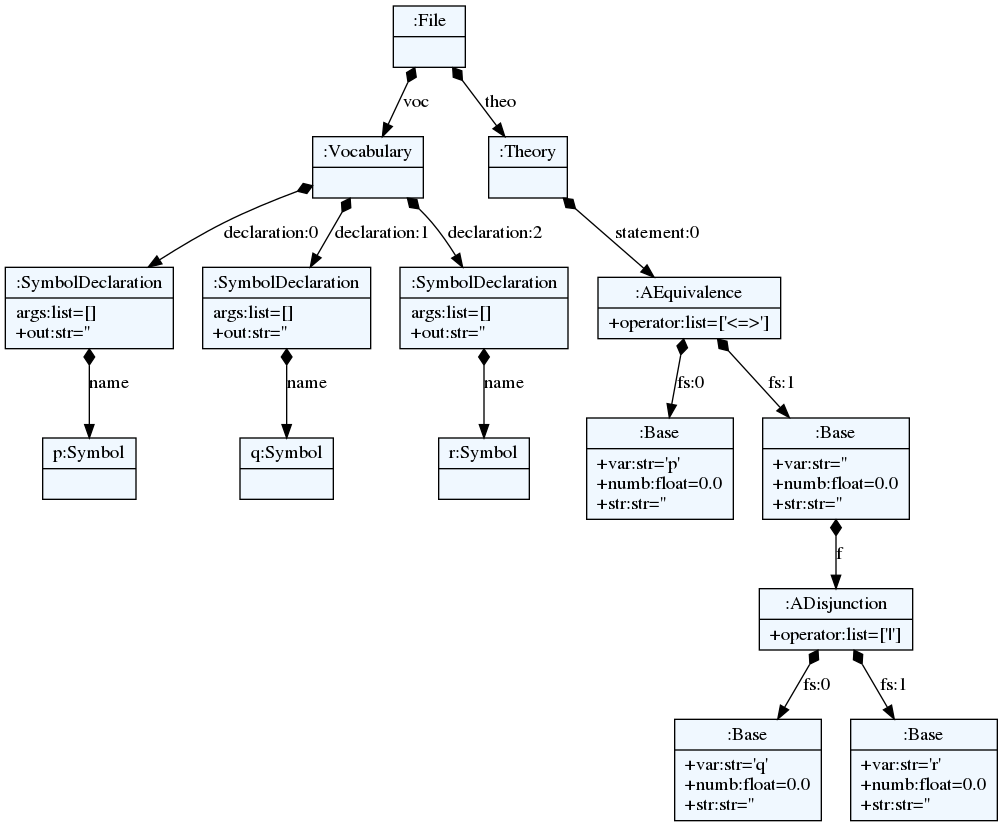 :File
voc
theo
:Vocabulary
:Theory
declaration:0
declaration:1
declaration:2
statement:0
:SymbolDeclaration
args:list=[]
+out:str=''
:SymbolDeclaration
args:list=[]
+out:str=''
:SymbolDeclaration
args:list=[]
+out:str=''
:AEquivalence
+operator:list=['<=>']
name
name
name
fs:0
fs:1
p:Symbol
q:Symbol
r:Symbol
:Base
+var:str='p'
+numb:float=0.0
+str:str=''
:Base
+var:str=''
+numb:float=0.0
+str:str=''
f
:ADisjunction
+operator:list=['|']
fs:0
fs:1
:Base
+var:str='q'
+numb:float=0.0
+str:str=''
:Base
+var:str='r'
+numb:float=0.0
+str:str=''